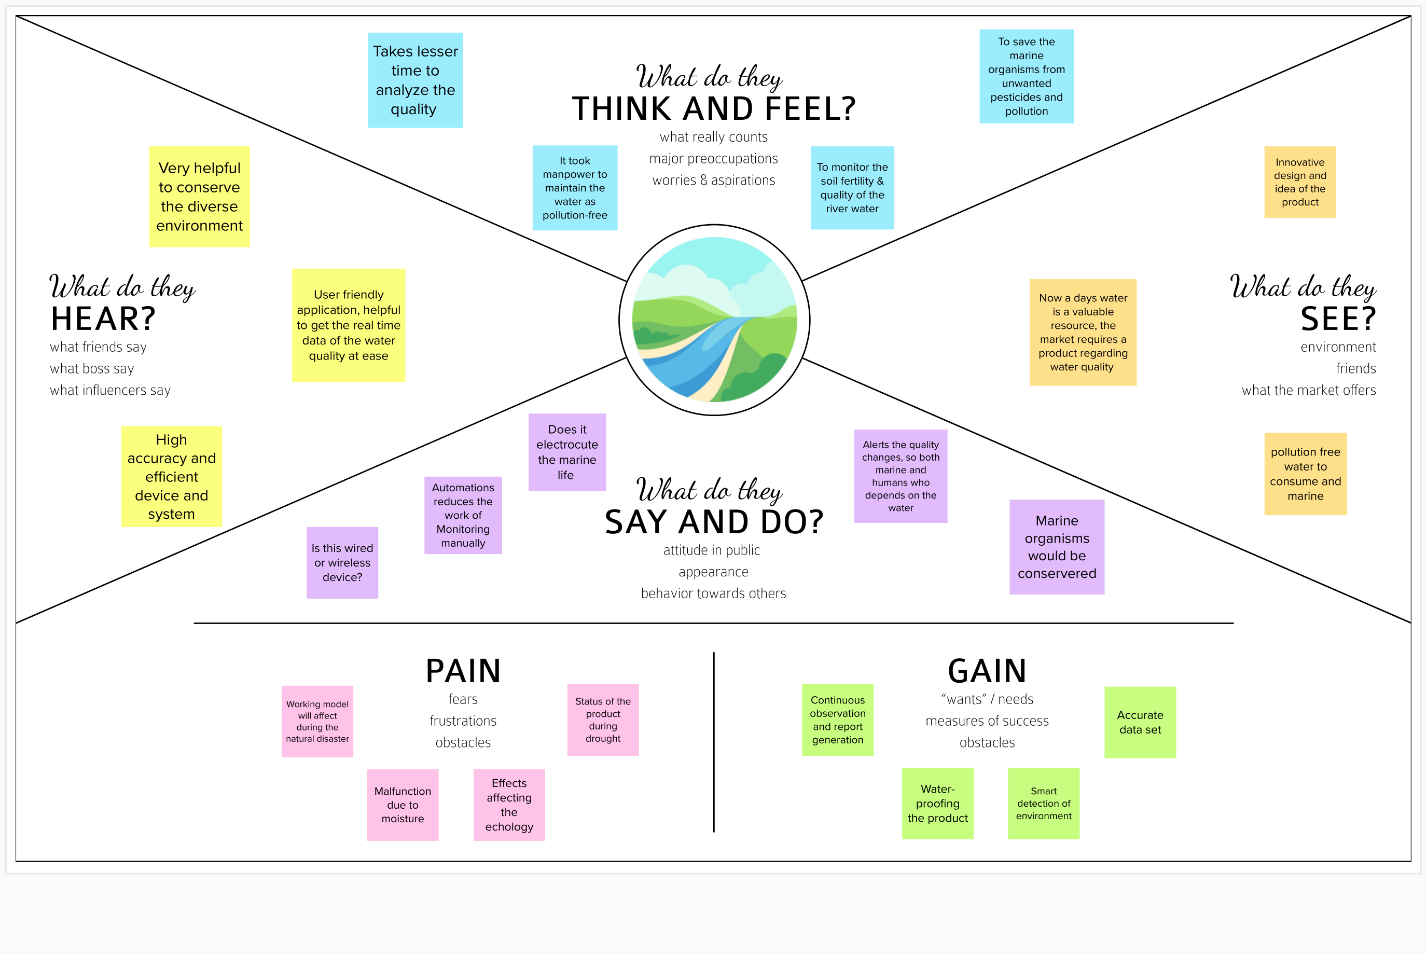 What do they
THINK AND FEEL?
what really counts
major preoccupations
worries & aspirations
Takes lesser
time to
analyze the
quality
It took
manpower to
maintain the
water as
pollution-free
To monitor the
soil fertility &
quality of the
river water
To save the
marine
organisms from
unwanted
pesticides and
pollution
What do they
HEAR?
what friends say
what boss say
what influencers say
Very helpful
to conserve
the diverse
environment
User friendly
application, helpful
to get the real time
data of the water
quality at ease
High
accuracy and
efficient
device and
system
What do they
SEE?
environment
friends
what the market offers
Innovative
design and
idea of the
product
Now a days water
is a valuable
resource, the
market requires a
product regarding
water quality
pollution free
water to
consume and
marine
What do they
SAY AND DO?
attitude in public
appearance
behavior towards others
Does it
electrocute
the marine
life
Automations
reduces the
work of
Monitoring
manually
Is this wired
or wireless
device?
Alerts the quality
changes, so both
marine and
humans who
depends on the
water
Marine
organisms
would be
conservered
PAIN
fears
frustrations
obstacles
Working model
will affect
during the
natural disaster
Malfunction
due to
moisture
Effects
affecting
the
echology
Status of the
product
during
drought
GAIN
“wants” / needs
measures of success
obstacles
Continuous
observation
and report
generation
Water-
proofing
the product
Smart
detection of
environment
Accurate
data set